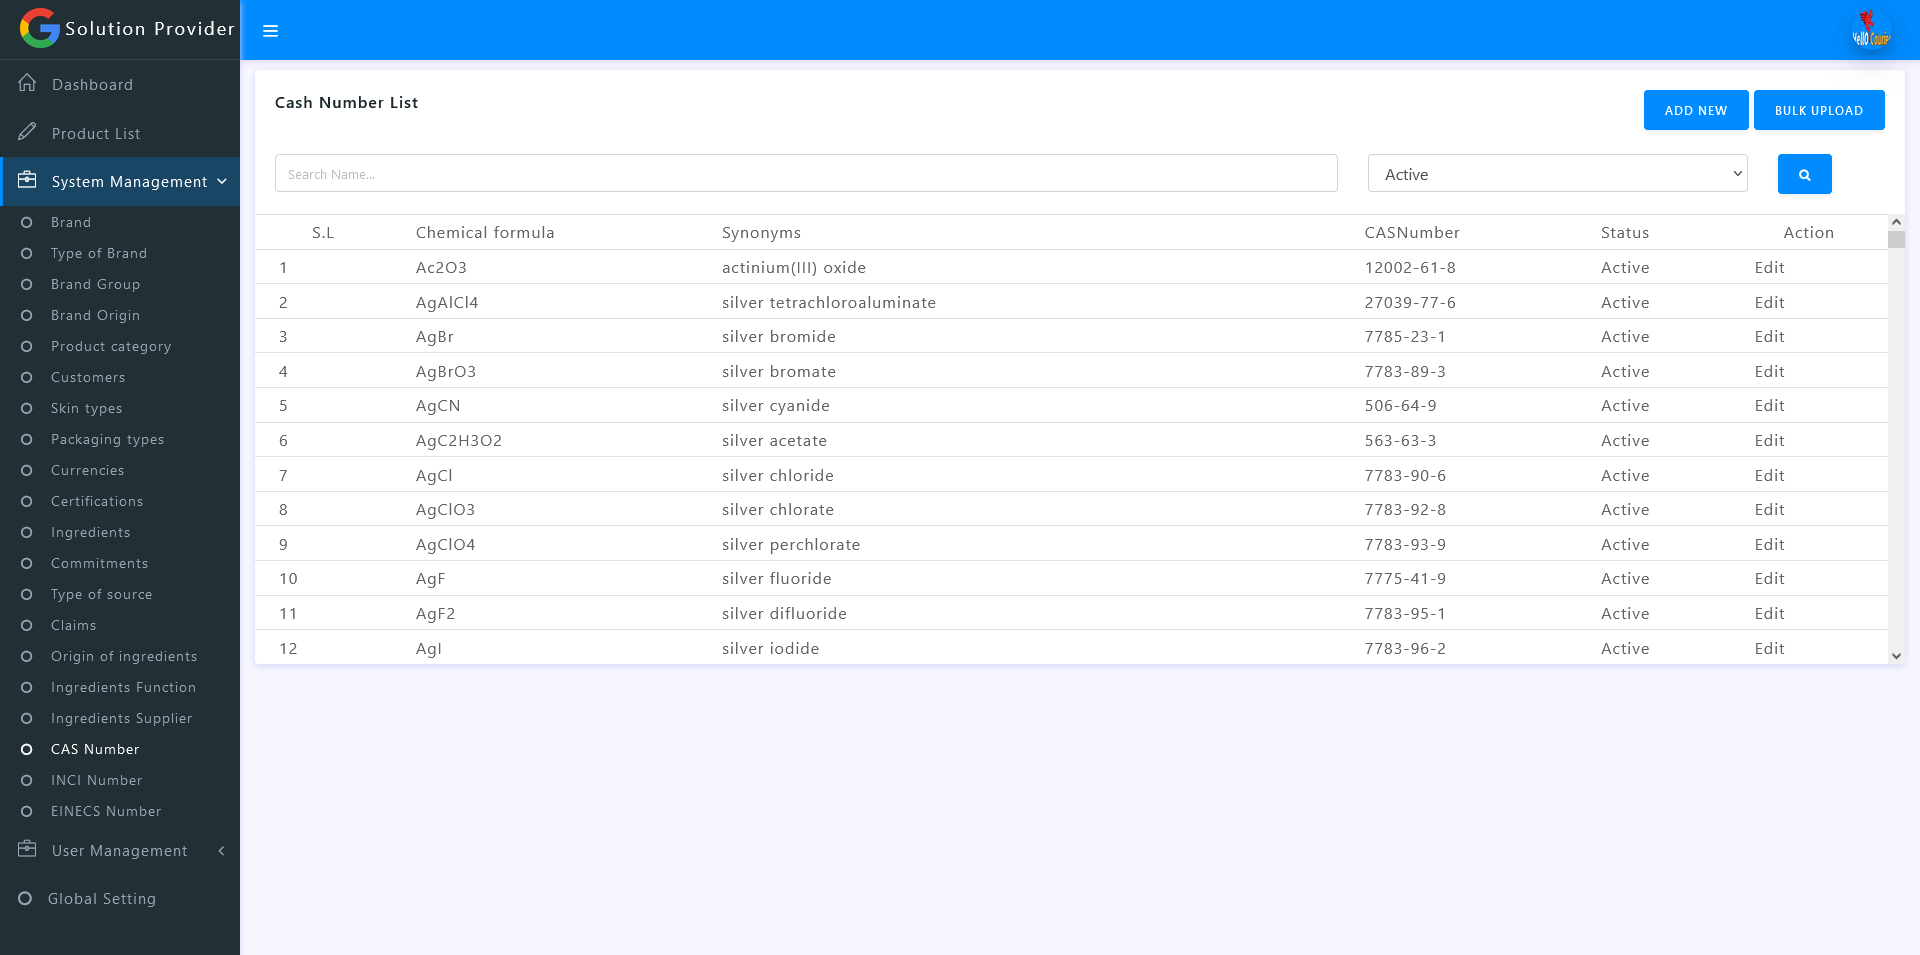 Solution Provider
Dashboard
Product List
System Management
Brand
Type of Brand
Brand Group
Brand Origin
Product category
Customers
Skin types
Packaging types
Currencies
Certifications
Ingredients
Commitments
Type of source
Claims
Origin of ingredients
Ingredients Function
Ingredients Supplier
CAS Number
INCI Number
EINECS Number
User Management
Global Setting
Hello Courier
Cash Number List
ADD NEW BULK UPLOAD
Search Name... Active
S.L Chemical formula Synonyms CASNumber Status Action
1 Ac2O3 actinium(III) oxide 12002-61-8 Active Edit
2 AgAlCl4 silver tetrachloroaluminate 27039-77-6 Active Edit
3 AgBr silver bromide 7785-23-1 Active Edit
4 AgBrO3 silver bromate 7783-89-3 Active Edit
5 AgCN silver cyanide 506-64-9 Active Edit
6 AgC2H3O2 silver acetate 563-63-3 Active Edit
7 AgCl silver chloride 7783-90-6 Active Edit
8 AgClO3 silver chlorate 7783-92-8 Active Edit
9 AgClO4 silver perchlorate 7783-93-9 Active Edit
10 AgF silver fluoride 7775-41-9 Active Edit
11 AgF2 silver difluoride 7783-95-1 Active Edit
12 AgI silver iodide 7783-96-2 Active Edit